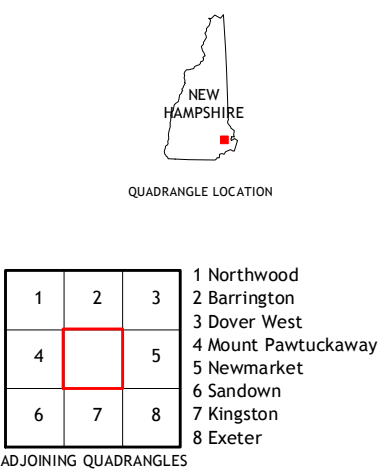 NEW
HAMPSHIRE
QUADRANGLE LOCATION
1 2 3
4 5
6 7 8
1 Northwood
2 Barrington
3 Dover West
4 Mount Pawtuckaway
5 Newmarket
6 Sandown
7 Kingston
8 Exeter
ADJOINING QUADRANGLES